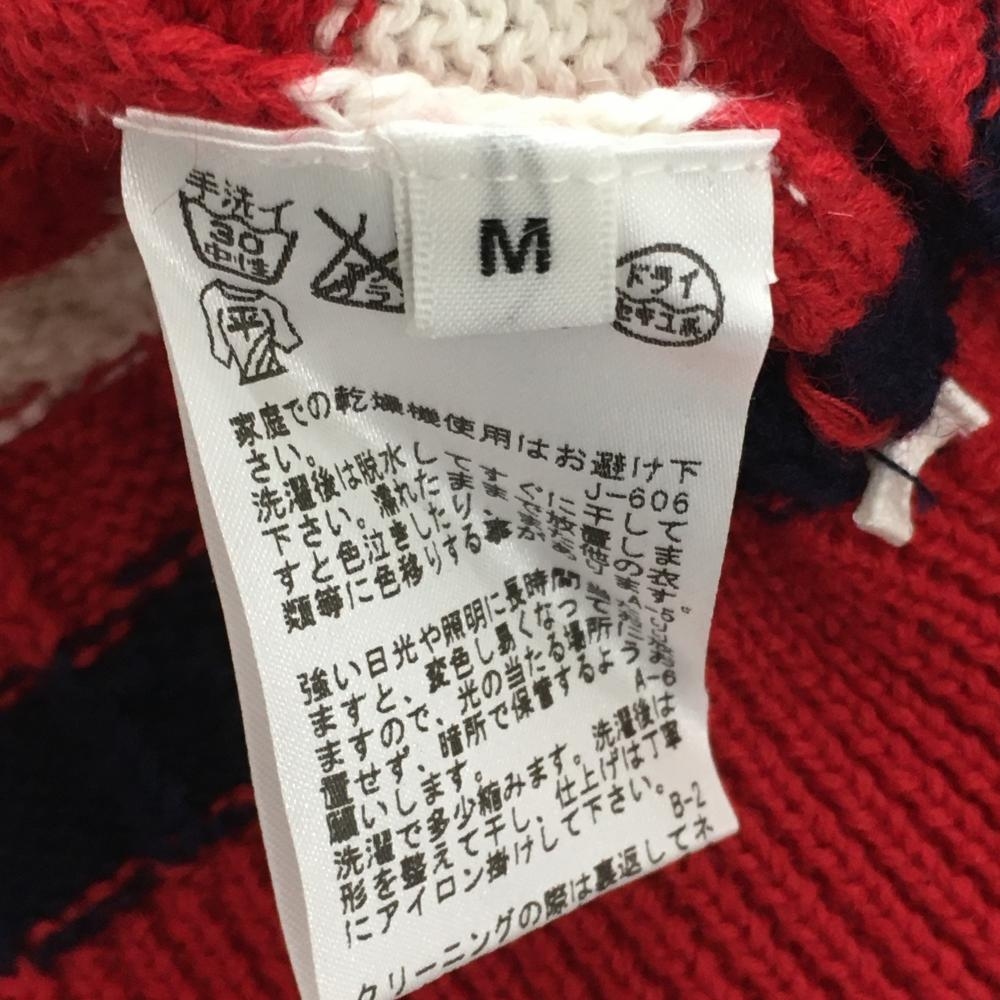 M
手洗イ
30
中性
ドライ
セキユ系
平
家庭での乾燥機使用はお避け下
さい。 J-606
洗濯後は脱水してすぐに干して
下さい。濡れたまま放置しま
すと色泣きしたり、他の衣
類等に色移りする事が
強い日光や照明に長時間当て
ますと、変色し易くなっ
ますので、光の当たる場所に
置せず、暗所で保管するようお
願いします。 A-6
洗濯で多少縮みます。洗濯後は
形を整えて干し、仕上げは丁寧
にアイロン掛けして下さい。
B-2
クリーニングの際は裏返してネ